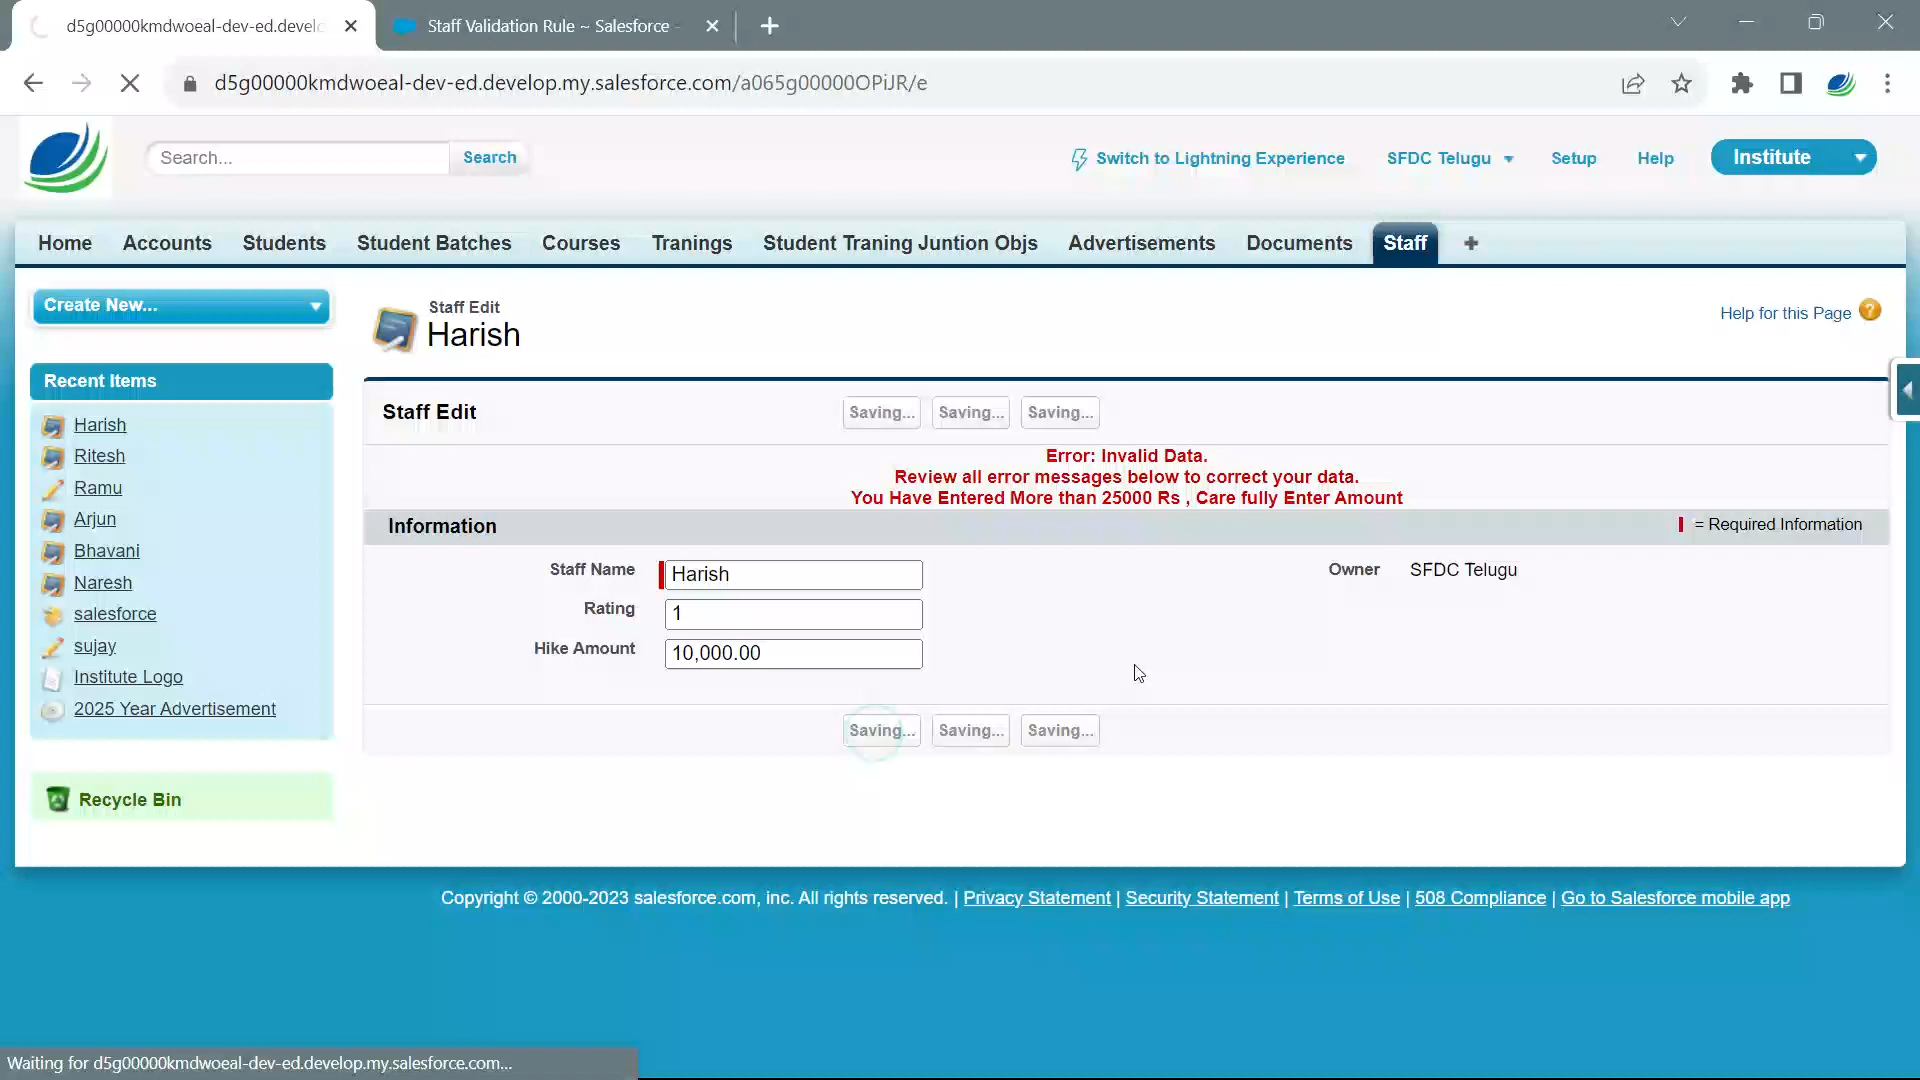 d5g00000kmdwoeal-dev-ed.develo
Staff Validation Rule ~ Salesforce -
d5g00000kmdwoeal-dev-ed.develop.my.salesforce.com/a065g00000OPiJR/e
Search...
Search
Switch to Lightning Experience
SFDC Telugu
Setup
Help
Institute
Home
Accounts
Students
Student Batches
Courses
Tranings
Student Traning Juntion Objs
Advertisements
Documents
Staff
Create New...
Staff Edit
Harish
Help for this Page
Recent Items
Harish
Ritesh
Ramu
Arjun
Bhavani
Naresh
salesforce
sujay
Institute Logo
2025 Year Advertisement
Recycle Bin
Staff Edit
Saving...
Saving...
Saving...
Error: Invalid Data.
Review all error messages below to correct your data.
You Have Entered More than 25000 Rs , Care fully Enter Amount
Information
= Required Information
Staff Name
Harish
Owner
SFDC Telugu
Rating
1
Hike Amount
10,000.00
Saving...
Saving...
Saving...
Copyright © 2000-2023 salesforce.com, inc. All rights reserved. | Privacy Statement | Security Statement | Terms of Use | 508 Compliance | Go to Salesforce mobile app
Waiting for d5g00000kmdwoeal-dev-ed.develop.my.salesforce.com...